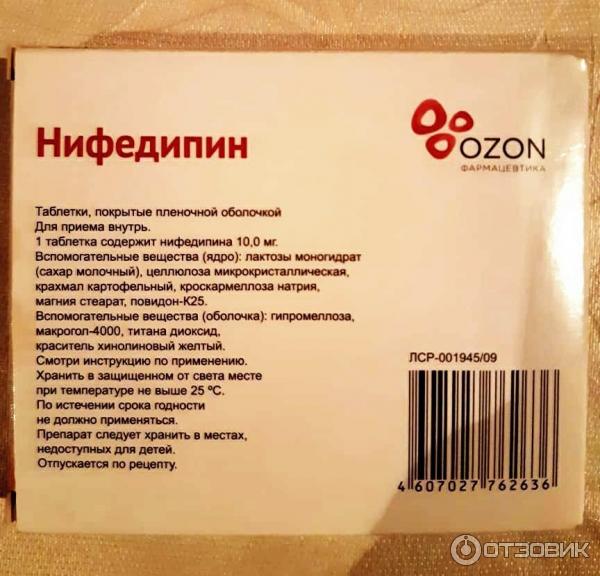 Нифедипин
OZON
ФАРМАЦЕВТИКА
Таблетки, покрытые пленочной оболочкой
Для приема внутрь.
1 таблетка содержит нифедипина 10,0 мг.
Вспомогательные вещества (ядро): лактозы моногидрат
(сахар молочный), целлюлоза микрокристаллическая,
крахмал картофельный, кроскармеллоза натрия,
магния стеарат, повидон-К25.
Вспомогательные вещества (оболочка): гипромеллоза,
макрогол-4000, титана диоксид,
краситель хинолиновый желтый.
Смотри инструкцию по применению.
Хранить в защищенном от света месте
при температуре не выше 25 °С.
По истечении срока годности
не должно применяться.
Препарат следует хранить в местах,
недоступных для детей.
Отпускается по рецепту.
ЛСР-001945/09
4 607027 762636
ОТЗОВИК